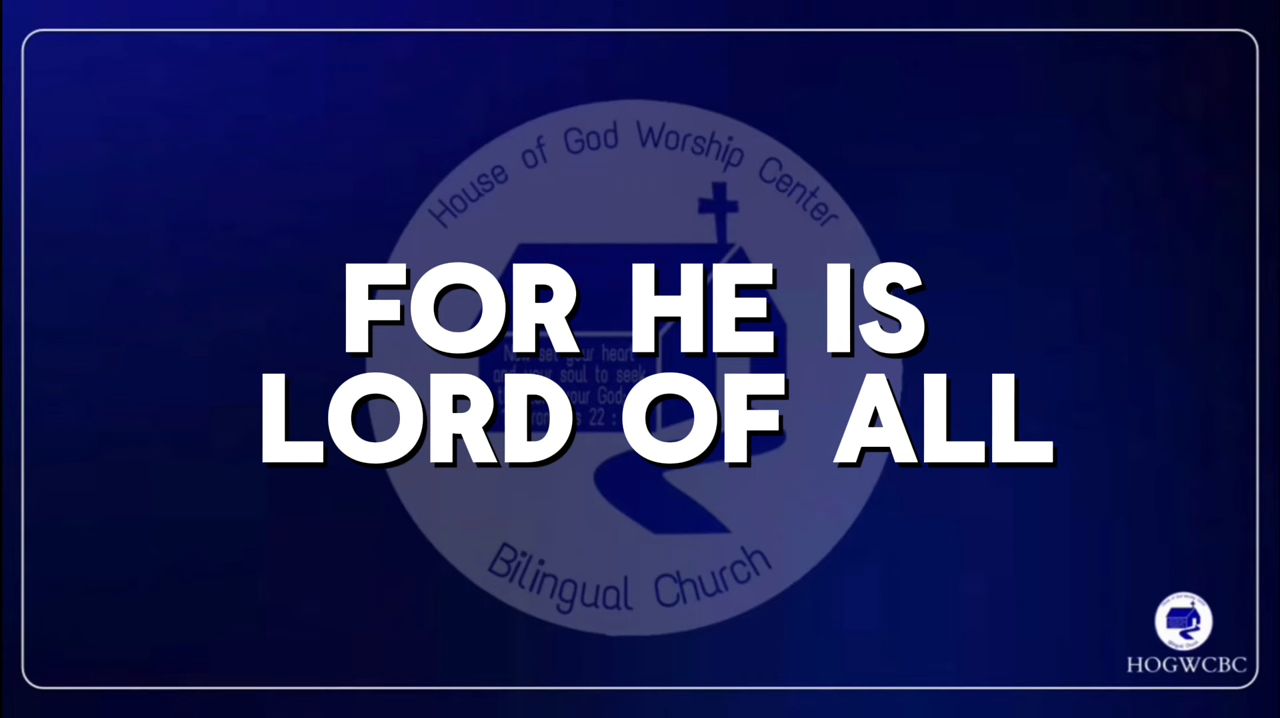 House of God Worship Center
FOR HE IS
LORD OF ALL
Bilingual Church
HOGWCBC